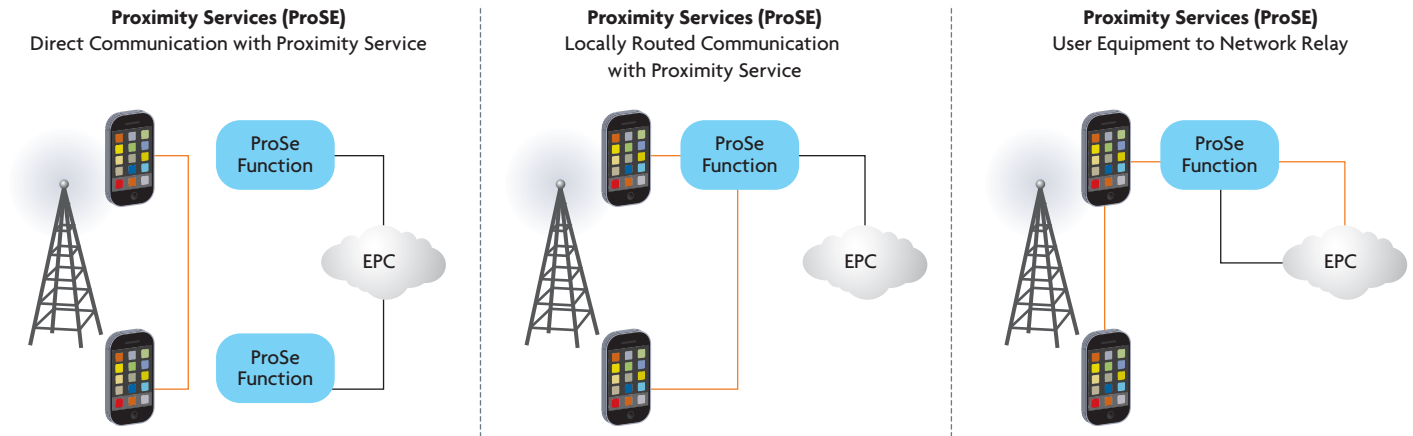 Proximity Services (ProSE)
Direct Communication with Proximity Service
ProSe
Function
EPC
ProSe
Function
Proximity Services (ProSE)
Locally Routed Communication
with Proximity Service
ProSe
Function
EPC
Proximity Services (ProSE)
User Equipment to Network Relay
ProSe
Function
EPC